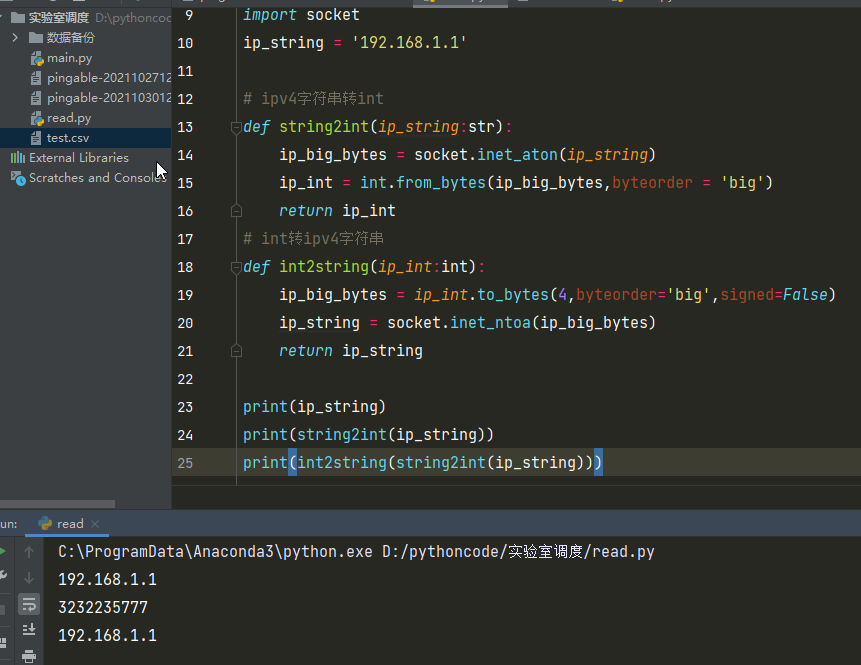 实验室调度 D:\pythoncoc
数据备份
main.py
pingable-2021102712
pingable-2021103012
read.py
test.csv
External Libraries
Scratches and Consoles
9 import socket
10 ip_string = '192.168.1.1'
11
12 # ipv4字符串转int
13 def string2int(ip_string:str):
14 ip_big_bytes = socket.inet_aton(ip_string)
15 ip_int = int.from_bytes(ip_big_bytes,byteorder = 'big')
16 return ip_int
17 # int转ipv4字符串
18 def int2string(ip_int:int):
19 ip_big_bytes = ip_int.to_bytes(4,byteorder='big',signed=False)
20 ip_string = socket.inet_ntoa(ip_big_bytes)
21 return ip_string
22
23 print(ip_string)
24 print(string2int(ip_string))
25 print(int2string(string2int(ip_string)))
un: read
C:\ProgramData\Anaconda3\python.exe D:/pythoncode/实验室调度/read.py
192.168.1.1
3232235777
192.168.1.1